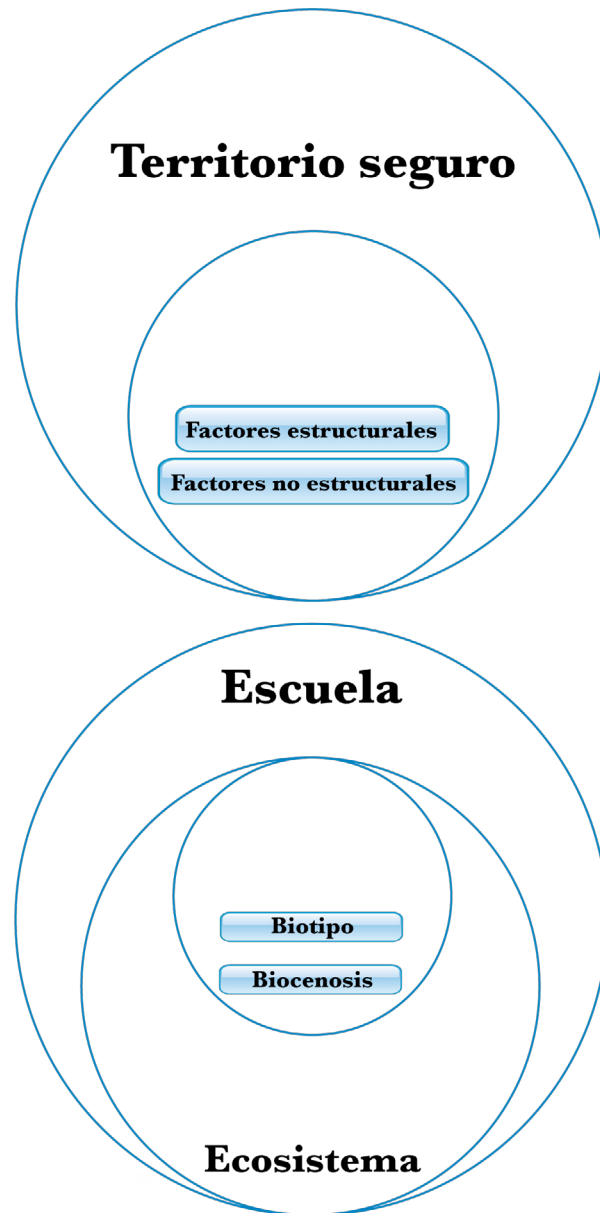 Territorio seguro
Factores estructurales
Factores no estructurales
Escuela
Biotipo
Biocenosis
Ecosistema